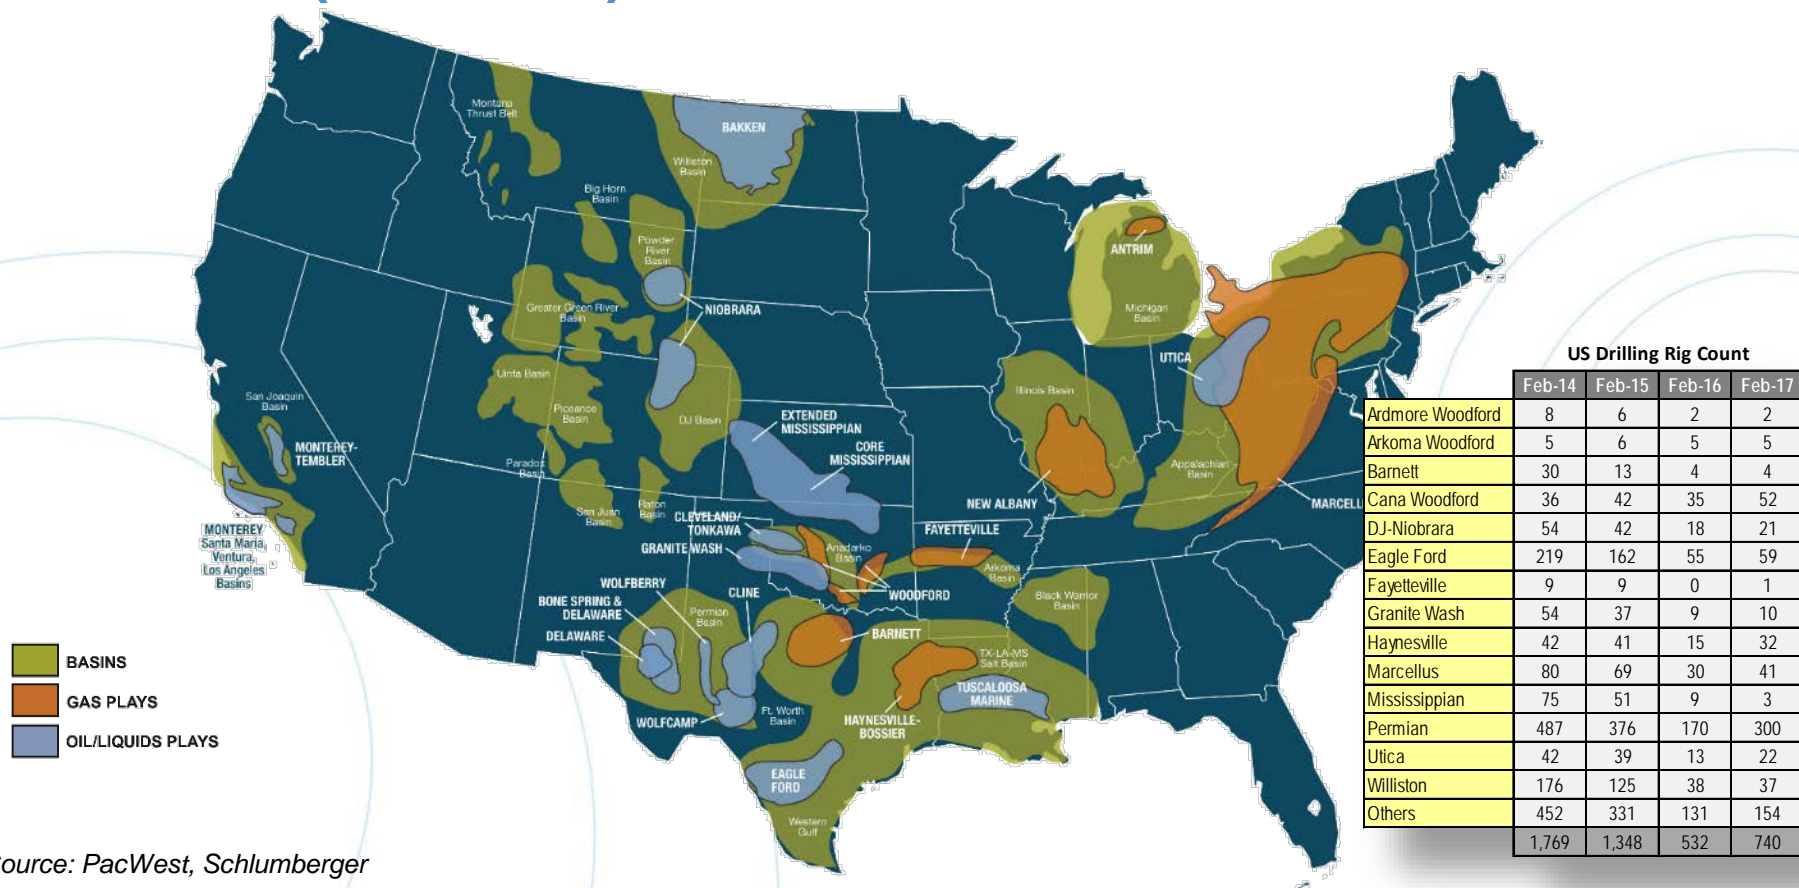 Montana
Thrust Belt
BAKKEN
Williston
Basin
Big Horn
Basin
Powder
River
Basin
ANTRIM
Michigan
Basin
Greater Green River
Basin
NIOBRARA
UTICA
Uinta Basin
Illinois Basin
San Joaquin
Basin
Piceance
Basin
DJ Basin
EXTENDED
MISSISSIPPIAN
CORE
MISSISSIPPIAN
MONTEREY-
TEMBLER
Paradox
Basin
Appalachian
Basin
San Juan
Basin
Raton
Basin
NEW ALBANY
MARCELL
CLEVELAND/
TONKAWA
FAYETTEVILLE
MONTEREY
Santa Maria,
Ventura,
Los Angeles
Basins
GRANITE WASH
Anadarko
Basin
Arkoma
Basin
WOLFBERRY
CLINE
WOODFORD
Black Warrior
Basin
BONE SPRING &
DELAWARE
Permian
Basin
DELAWARE
BARNETT
TX-LA-MS
Salt Basin
TUSCALOOSA
MARINE
WOLFCAMP
Ft. Worth
Basin
HAYNESVILLE-
BOSSIER
EAGLE
FORD
Western
Gulf
BASINS
GAS PLAYS
OIL/LIQUIDS PLAYS
US Drilling Rig Count
Feb-14 Feb-15 Feb-16 Feb-17
Ardmore Woodford 8 6 2 2
Arkoma Woodford 5 6 5 5
Barnett 30 13 4 4
Cana Woodford 36 42 35 52
DJ-Niobrara 54 42 18 21
Eagle Ford 219 162 55 59
Fayetteville 9 9 0 1
Granite Wash 54 37 9 10
Haynesville 42 41 15 32
Marcellus 80 69 30 41
Mississippian 75 51 9 3
Permian 487 376 170 300
Utica 42 39 13 22
Williston 176 125 38 37
Others 452 331 131 154
1,769 1,348 532 740
ource: PacWest, Schlumberger